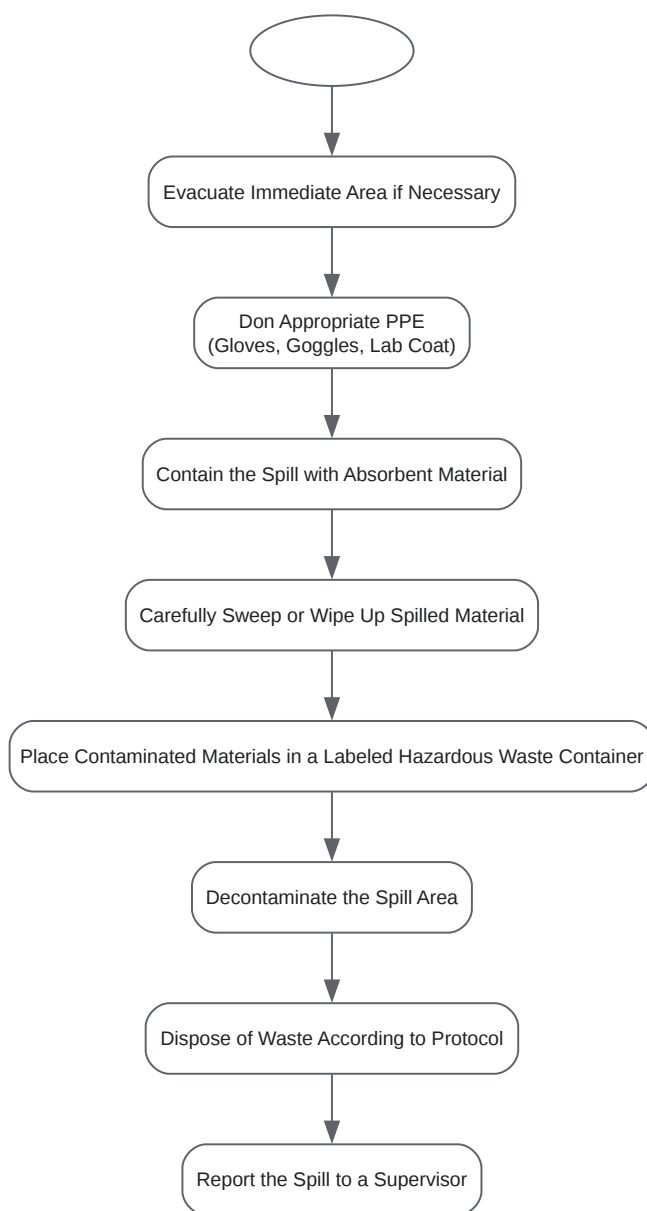 Evacuate Immediate Area if Necessary
Don Appropriate PPE
(Gloves, Goggles, Lab Coat)
Contain the Spill with Absorbent Material
Carefully Sweep or Wipe Up Spilled Material
Place Contaminated Materials in a Labeled Hazardous Waste Container
Decontaminate the Spill Area
Dispose of Waste According to Protocol
Report the Spill to a Supervisor